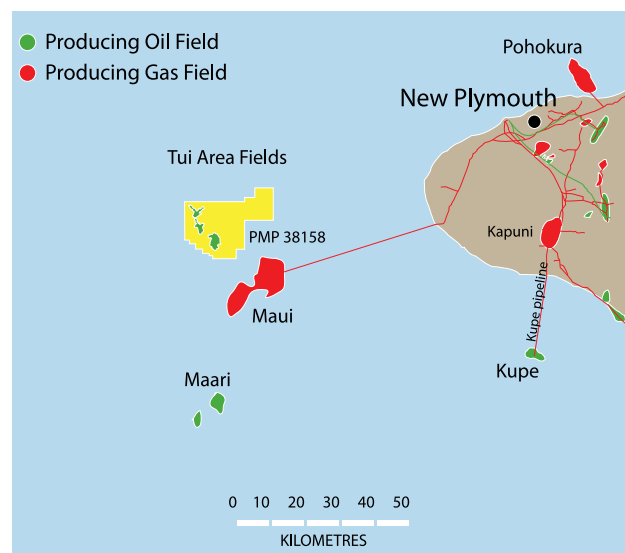 Producing Oil Field
Producing Gas Field
Pohokura
New Plymouth
Tui Area Fields
PMP 38158
Kapuni
Maui
Kupe pipeline
Kupe
Maari
0 10 20 30 40 50
KILOMETRES